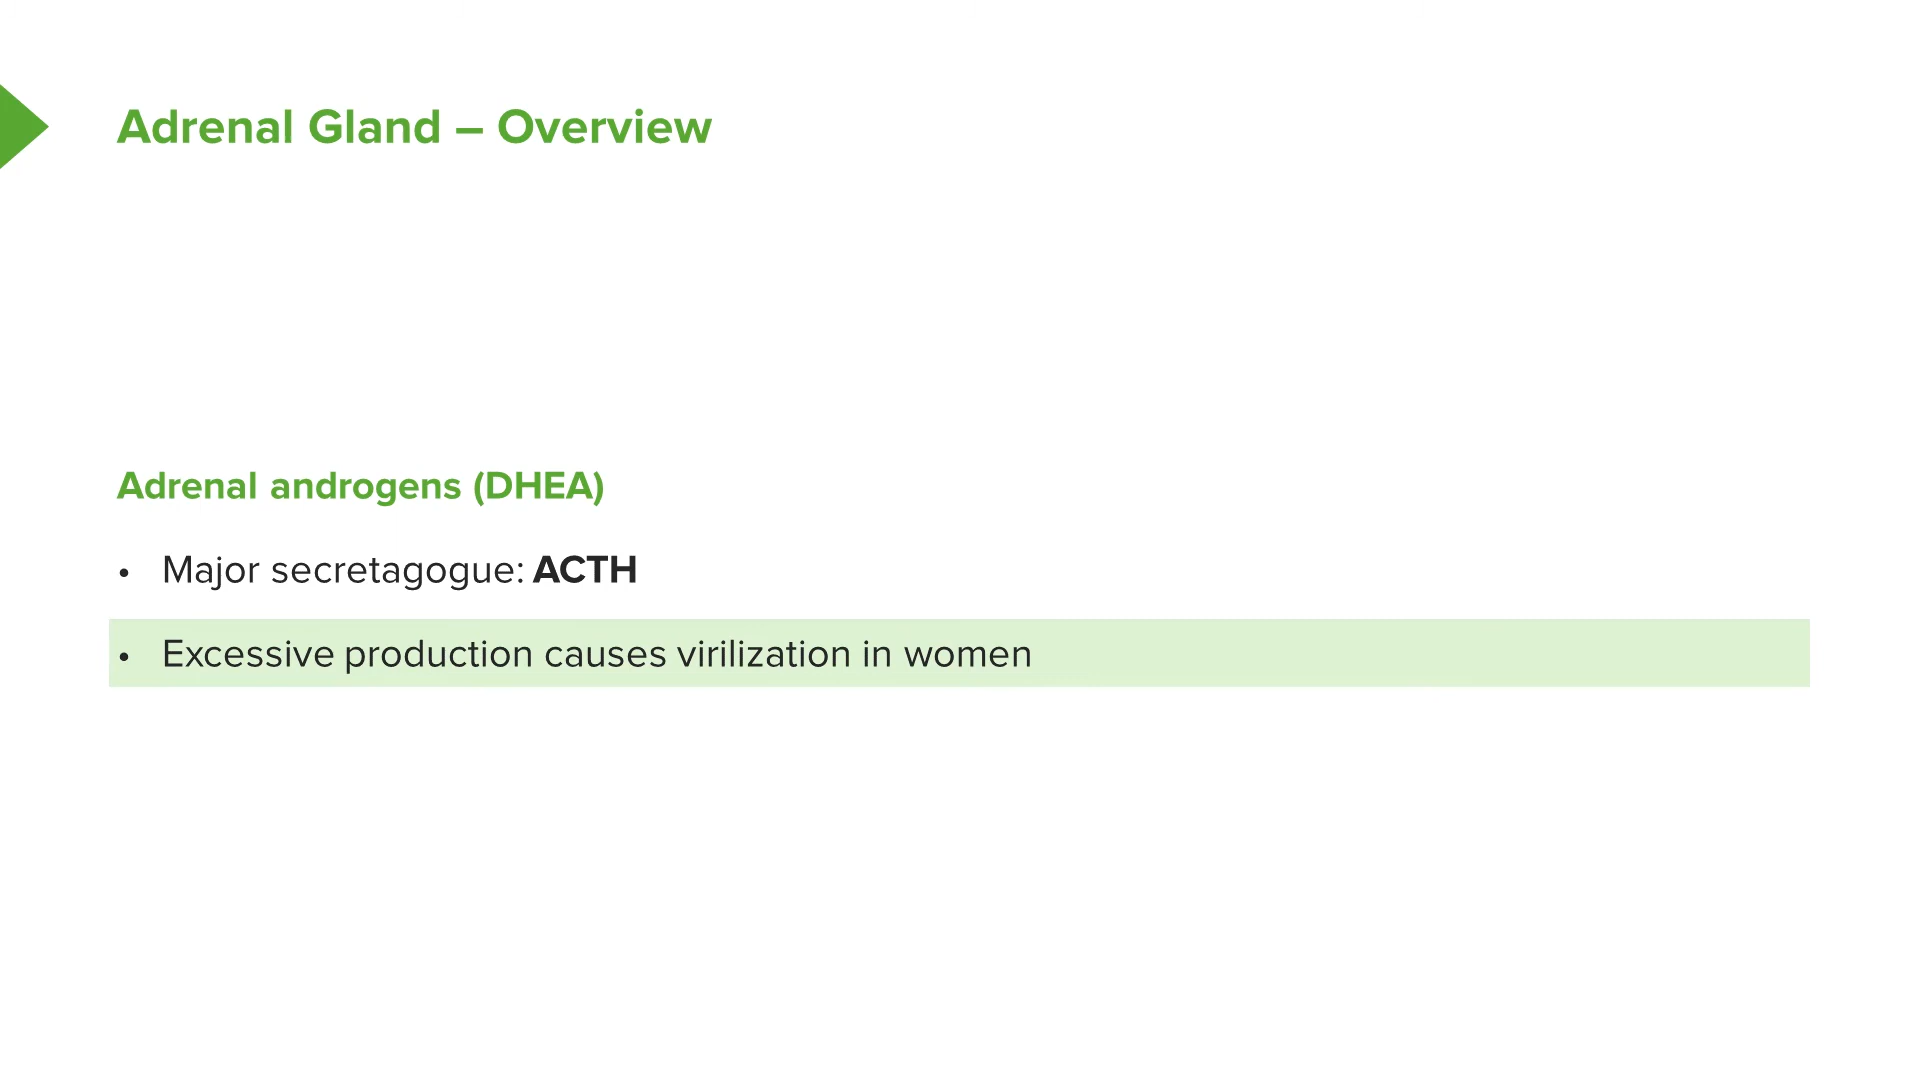 Adrenal Gland – Overview
Adrenal androgens (DHEA)
• Major secretagogue: ACTH
• Excessive production causes virilization in women